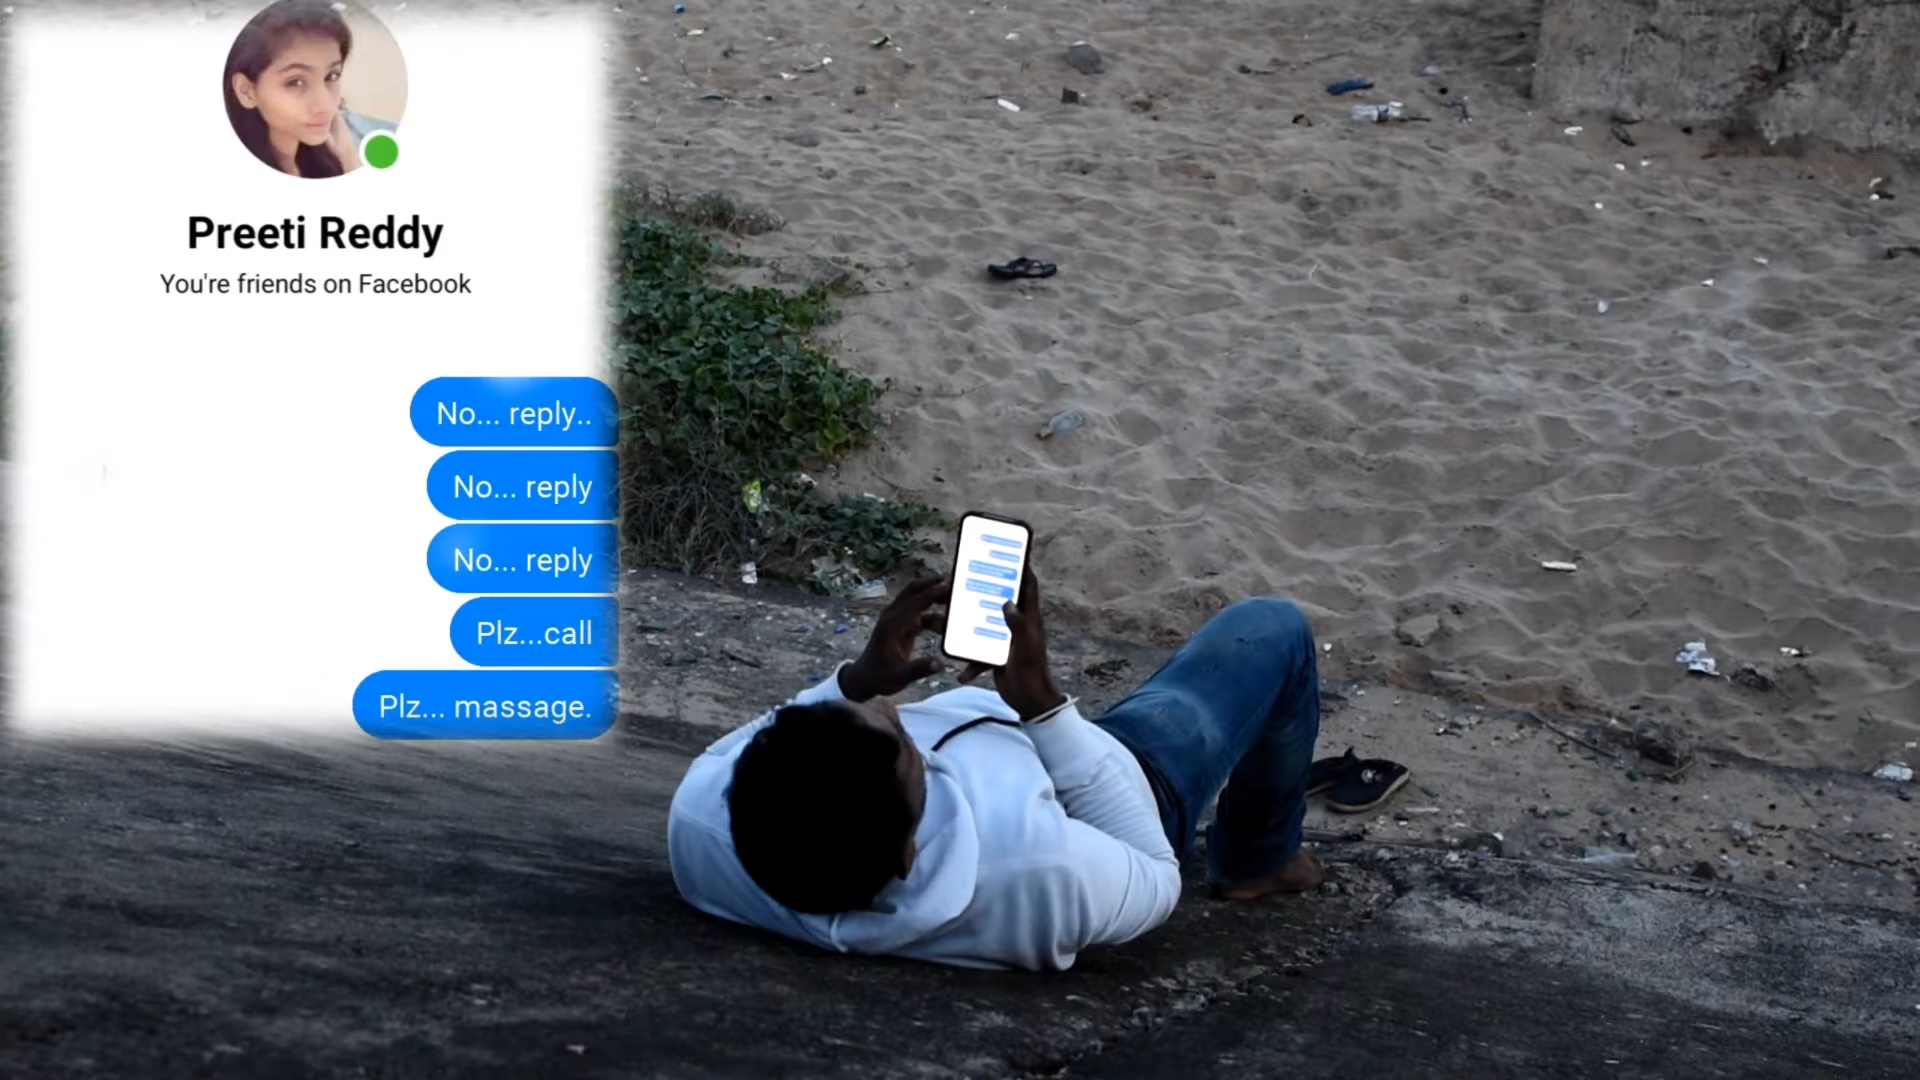 Preeti Reddy
You're friends on Facebook
No... reply..
No... reply
No... reply
Plz...call
Plz... massage.